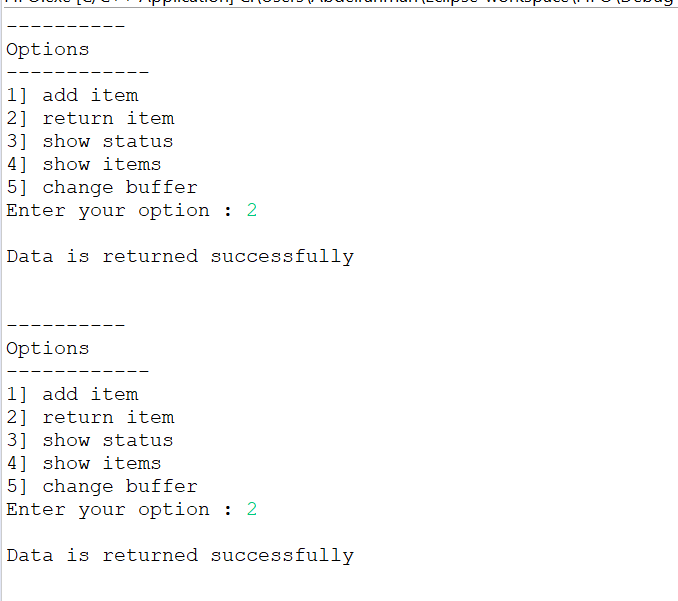 ----------
Options
------------
1] add item
2] return item
3] show status
4] show items
5] change buffer
Enter your option : 2
Data is returned successfully
----------
Options
------------
1] add item
2] return item
3] show status
4] show items
5] change buffer
Enter your option : 2
Data is returned successfully